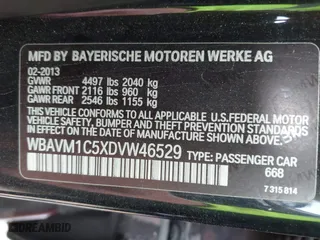 MFD BY BAYERISCHE MOTOREN WERKE AG
02-2013
GVWR 4497 lbs 2040 kg
GAWR FRONT 2116 lbs 960 kg
GAWR REAR 2546 lbs 1155 kg
THIS VEHICLE CONFORMS TO ALL APPLICABLE U.S.FEDERAL MOTOR
VEHICLE SAFETY, BUMPER AND THEFT PREVENTION STANDARDS
IN EFFECT ON THE DATE OF MANUFACTURE SHOWN ABOVE.
WBAVM1C5XDVW46529 TYPE: PASSENGER CAR
668
7 315 814
© DREAMBID